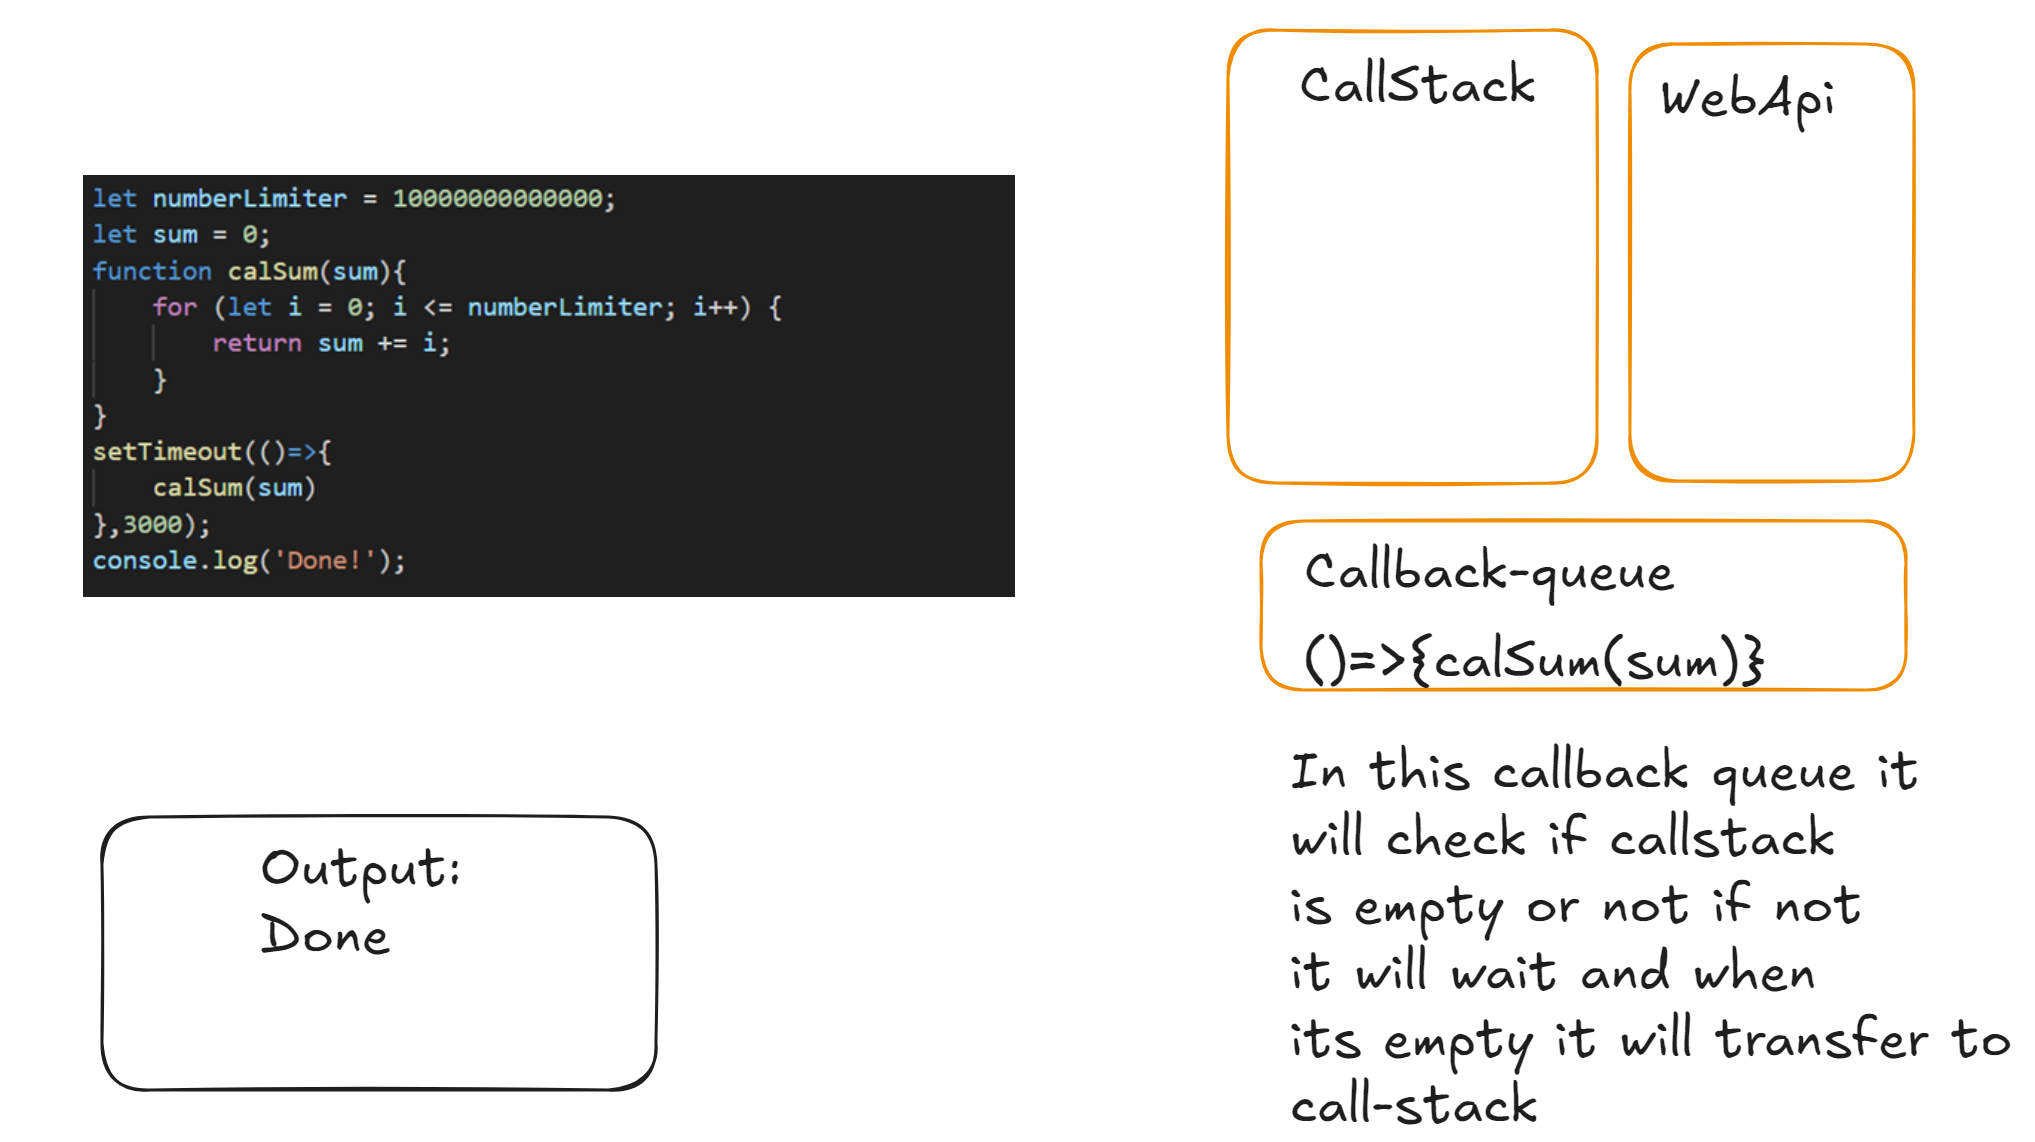 let numberLimiter = 10000000000000;
let sum = 0;
function calSum(sum){
for (let i = 0; i <= numberLimiter; i++) {
return sum += i;
}
}
setTimeout(()=>{
calSum(sum)
},3000);
console.log('Done!');
Output:
Done
CallStack
WebApi
Callback-queue
()=>{calSum(sum)}
In this callback queue it
will check if callstack
is empty or not if not
it will wait and when
its empty it will transfer to
call-stack